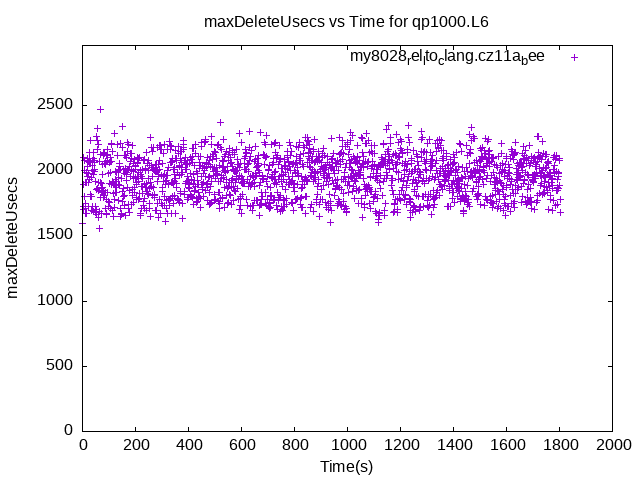 maxDeleteUsecs vs Time for qp1000.L6
my8028relltoclang.cz11abee
2500
2000
1500
1000
500
0
maxDeleteUsecs
0 200 400 600 800 1000 1200 1400 1600 1800 2000
Time(s)